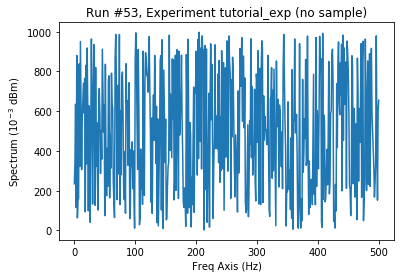 Run #53, Experiment tutorial_exp (no sample)
1000
800
600
400
200
0
Spectrum (10⁻³ dBm)
0 100 200 300 400 500
Freq Axis (Hz)